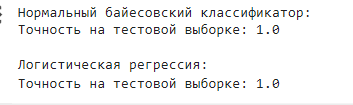 Нормальный байесовский классификатор:
Точность на тестовой выборке: 1.0
Логистическая регрессия:
Точность на тестовой выборке: 1.0